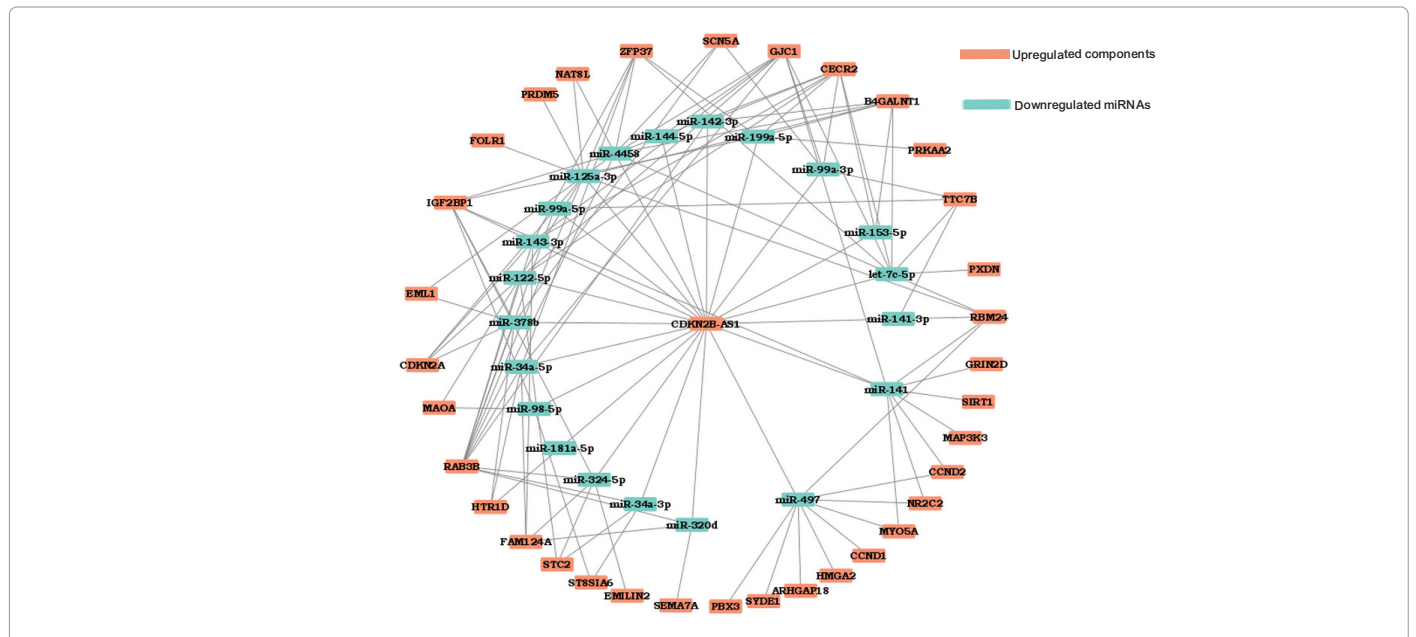 SCN5A
ZFP37
GJC1
Upregulated components
CECR2
NAT8L
PRDM5
B4GALNT1
Downregulated miRNAs
miR-142-3p
miR-144-5p
miR-199a-5p
FOLR1
PRKAA2
miR-4458
miR-99a-3p
miR-125a-3p
IGF2BP1
TTC7B
miR-99a-5p
miR-153-5p
miR-143-3p
PXDN
let-7c-5p
miR-122-5p
EML1
RBM24
miR-141-3p
miR-378b
CDKN2B-AS1
CDKN2A
GRIN2D
miR-34a-5p
miR-141
SIRT1
MAOA
miR-98-5p
MAP3K3
miR-181a-5p
RAB3B
CCND2
miR-324-5p
miR-497
NR2C2
HTR1D
miR-34a-3p
miR-320d
MYO5A
FAM124A
CCND1
STC2
HMGA2
ST8SIA6
ARHGAP18
EMILIN2
SYDE1
SEMA7A
PBX3